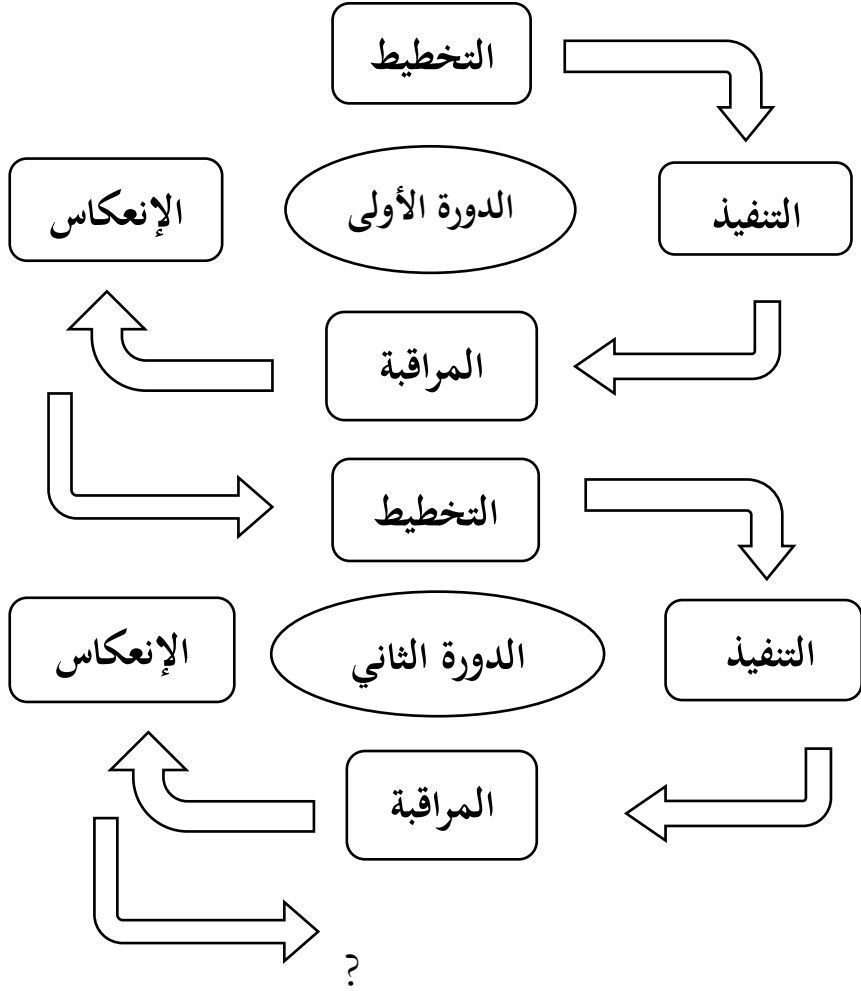 التخطيط
التنفيذ
الدورة الأولى
الإنعكاس
المراقبة
التخطيط
التنفيذ
الدورة الثاني
الإنعكاس
المراقبة
؟